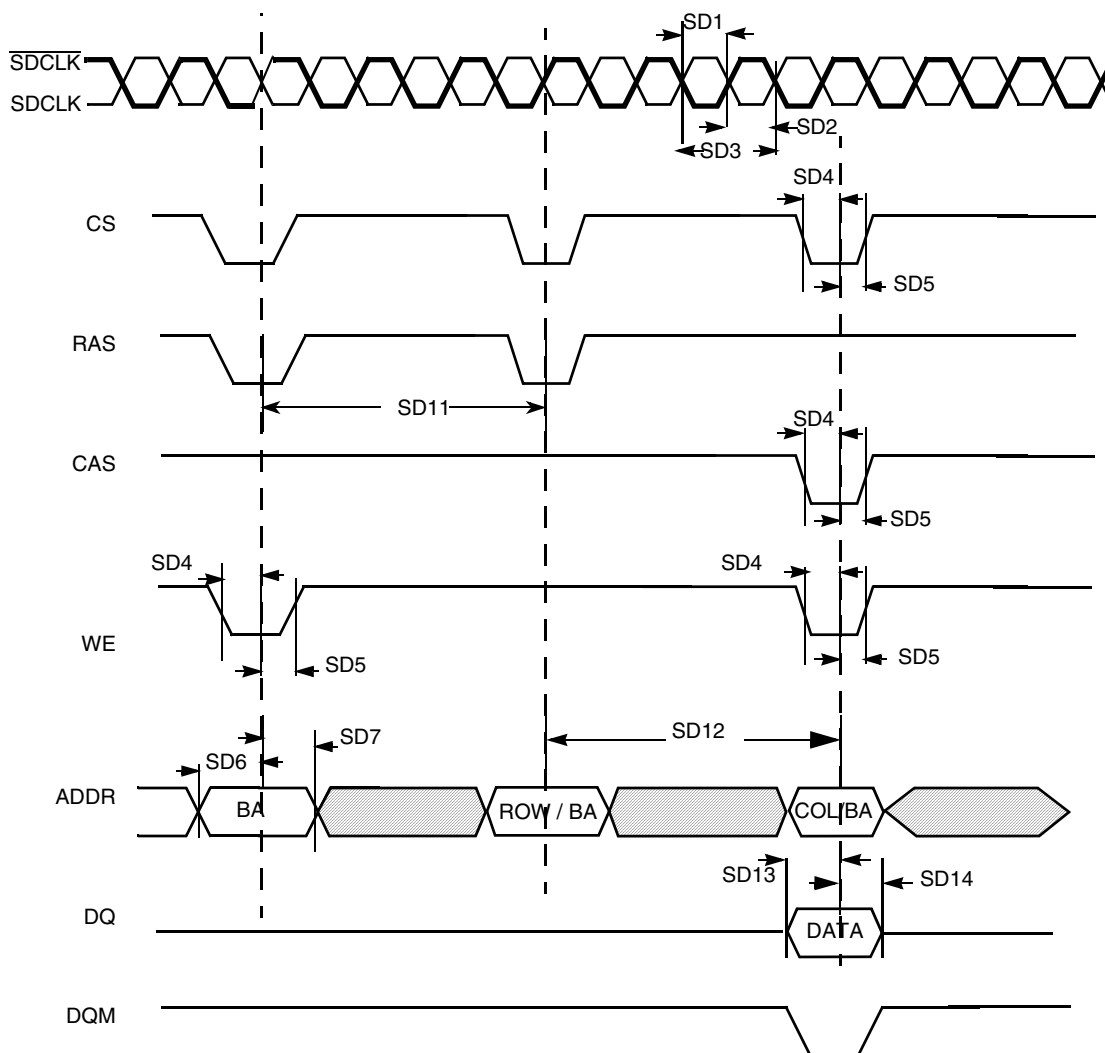 SD1
SDCLK
SDCLK
SD2
SD3
SD4
CS
SD5
RAS
SD11
SD4
CAS
SD5
SD4
SD4
WE
SD5
SD5
SD7
SD12
SD6
ADDR
BA
ROW / BA
COL/BA
SD13
SD14
DQ
DATA
DQM